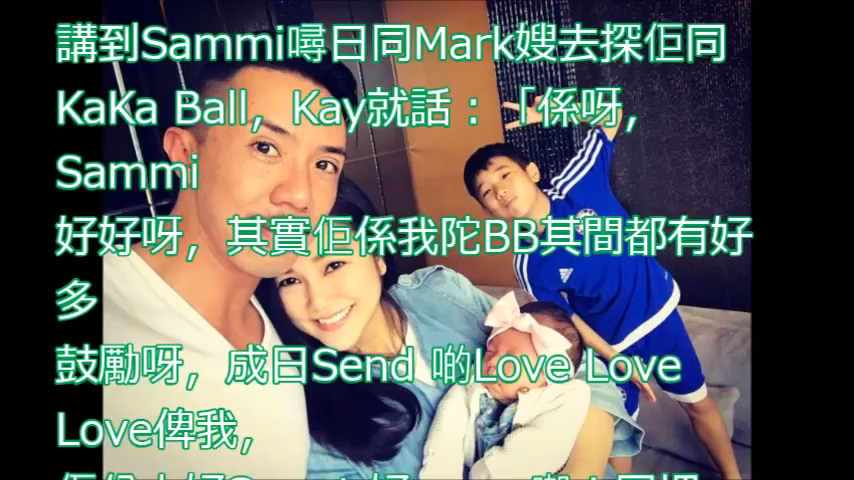 講到Sammi噚日同Mark嫂去探佢同
KaKa Ball，Kay就話：「係呀，
Sammi
好好呀，其實佢係我陀BB其間都有好
多
鼓勵呀，成日Send 啲Love Love
Love俾我，